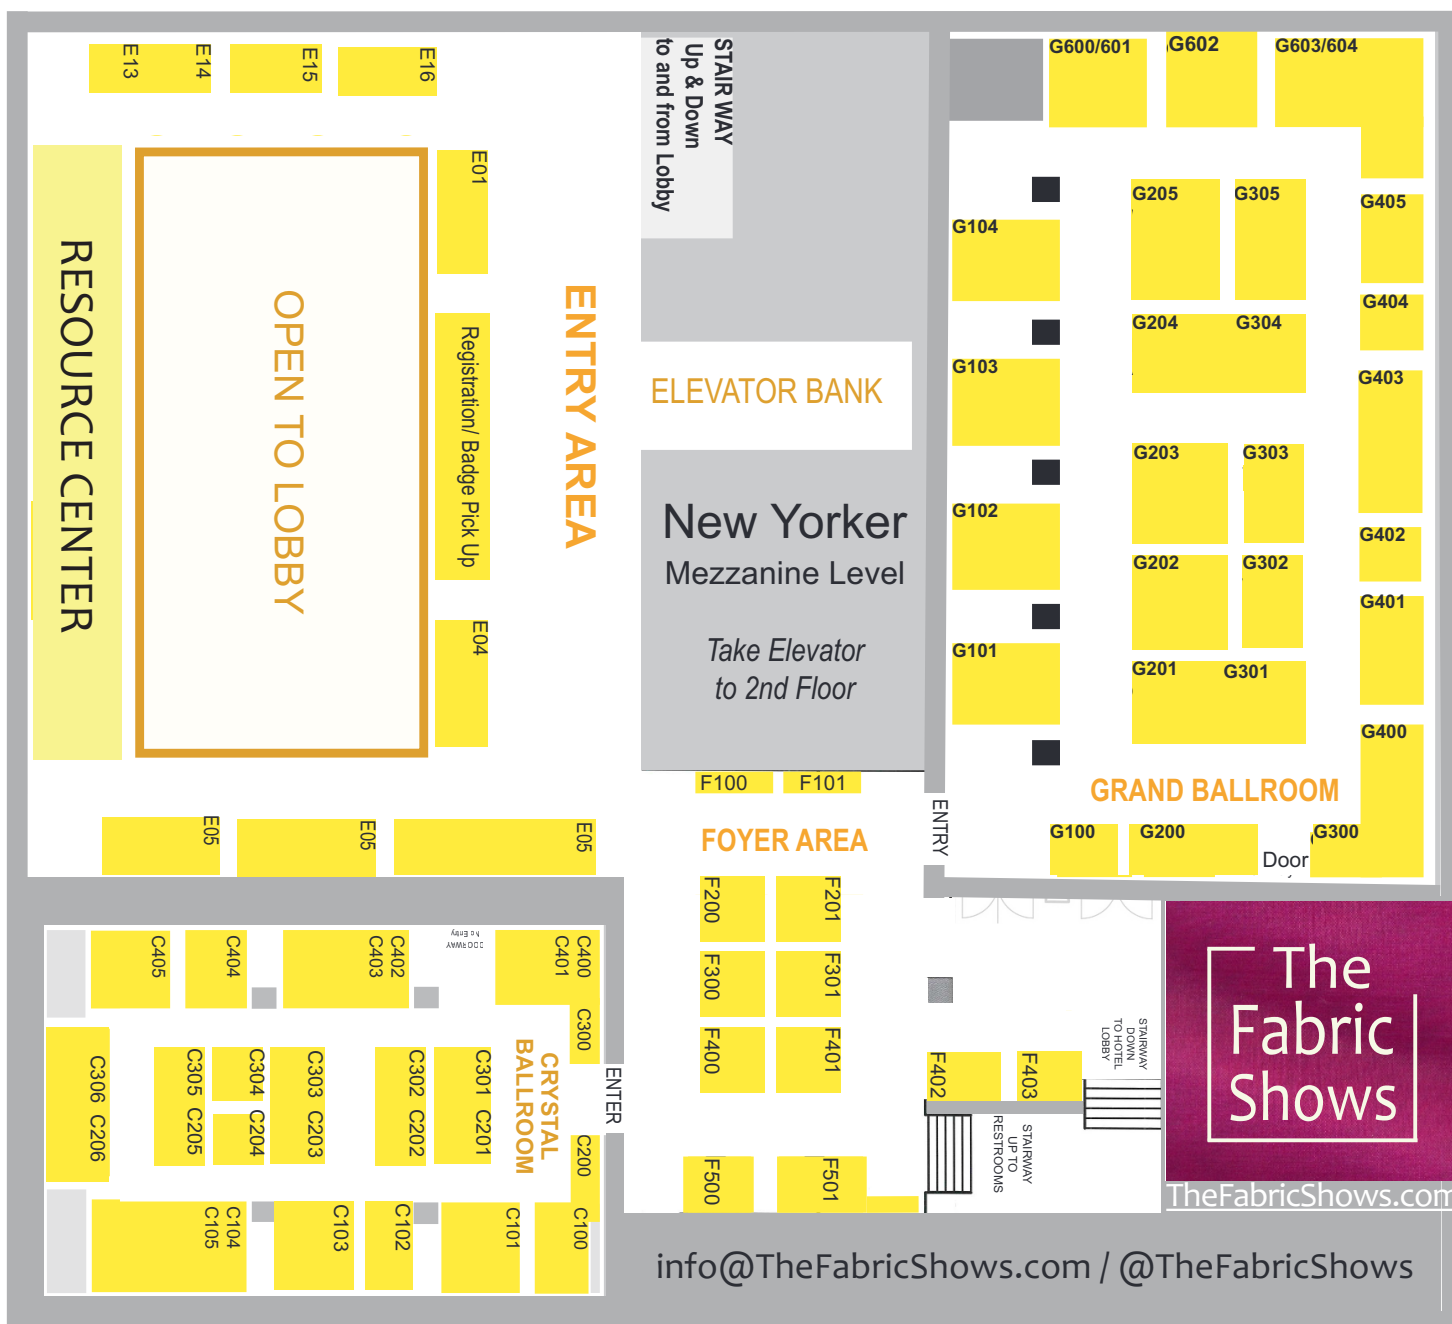 E13
E14
E15
E16
RESOURCE CENTER
OPEN TO LOBBY
E01
Registration/ Badge Pick Up
E04
ENTRY AREA
E05
E05
E05
STAIR WAY
Up & Down
to and from Lobby
ELEVATOR BANK
New Yorker
Mezzanine Level
Take Elevator
to 2nd Floor
G600/601
G602
G603/604
G205
G305
G405
G104
G404
G204
G304
G103
G403
G203
G303
G102
G402
G202
G302
G401
G101
G201
G301
G400
GRAND BALLROOM
G100
G200
Door
G300
ENTRY
F100
F101
FOYER AREA
F200
F201
F300
F301
F400
F401
F402
F403
F500
F501
STAIRWAY
DOWN
TO HOTEL
LOBBY
STAIRWAY
UP TO
RESTROOMS
C405
C404
C402
C403
DOORWAY
No Entry
C400
C401
C300
CRYSTAL
BALLROOM
ENTER
C306 C206
C305 C205
C304 C204
C303 C203
C302 C202
C301 C201
C200
C104
C105
C103
C102
C101
C100
The
Fabric
Shows
TheFabricShows.com
info@TheFabricShows.com / @TheFabricShows